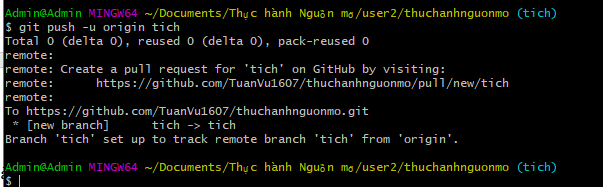 Admin@Admin MINGW64 ~/Documents/Thực hành Nguồn mở/user2/thuchanhnguonmo (tich)
$ git push -u origin tich
Total 0 (delta 0), reused 0 (delta 0), pack-reused 0
remote:
remote: Create a pull request for 'tich' on GitHub by visiting:
remote:      https://github.com/TuanVu1607/thuchanhnguonmo/pull/new/tich
remote:
To https://github.com/TuanVu1607/thuchanhnguonmo.git
 * [new branch]      tich -> tich
Branch 'tich' set up to track remote branch 'tich' from 'origin'.
Admin@Admin MINGW64 ~/Documents/Thực hành Nguồn mở/user2/thuchanhnguonmo (tich)
$